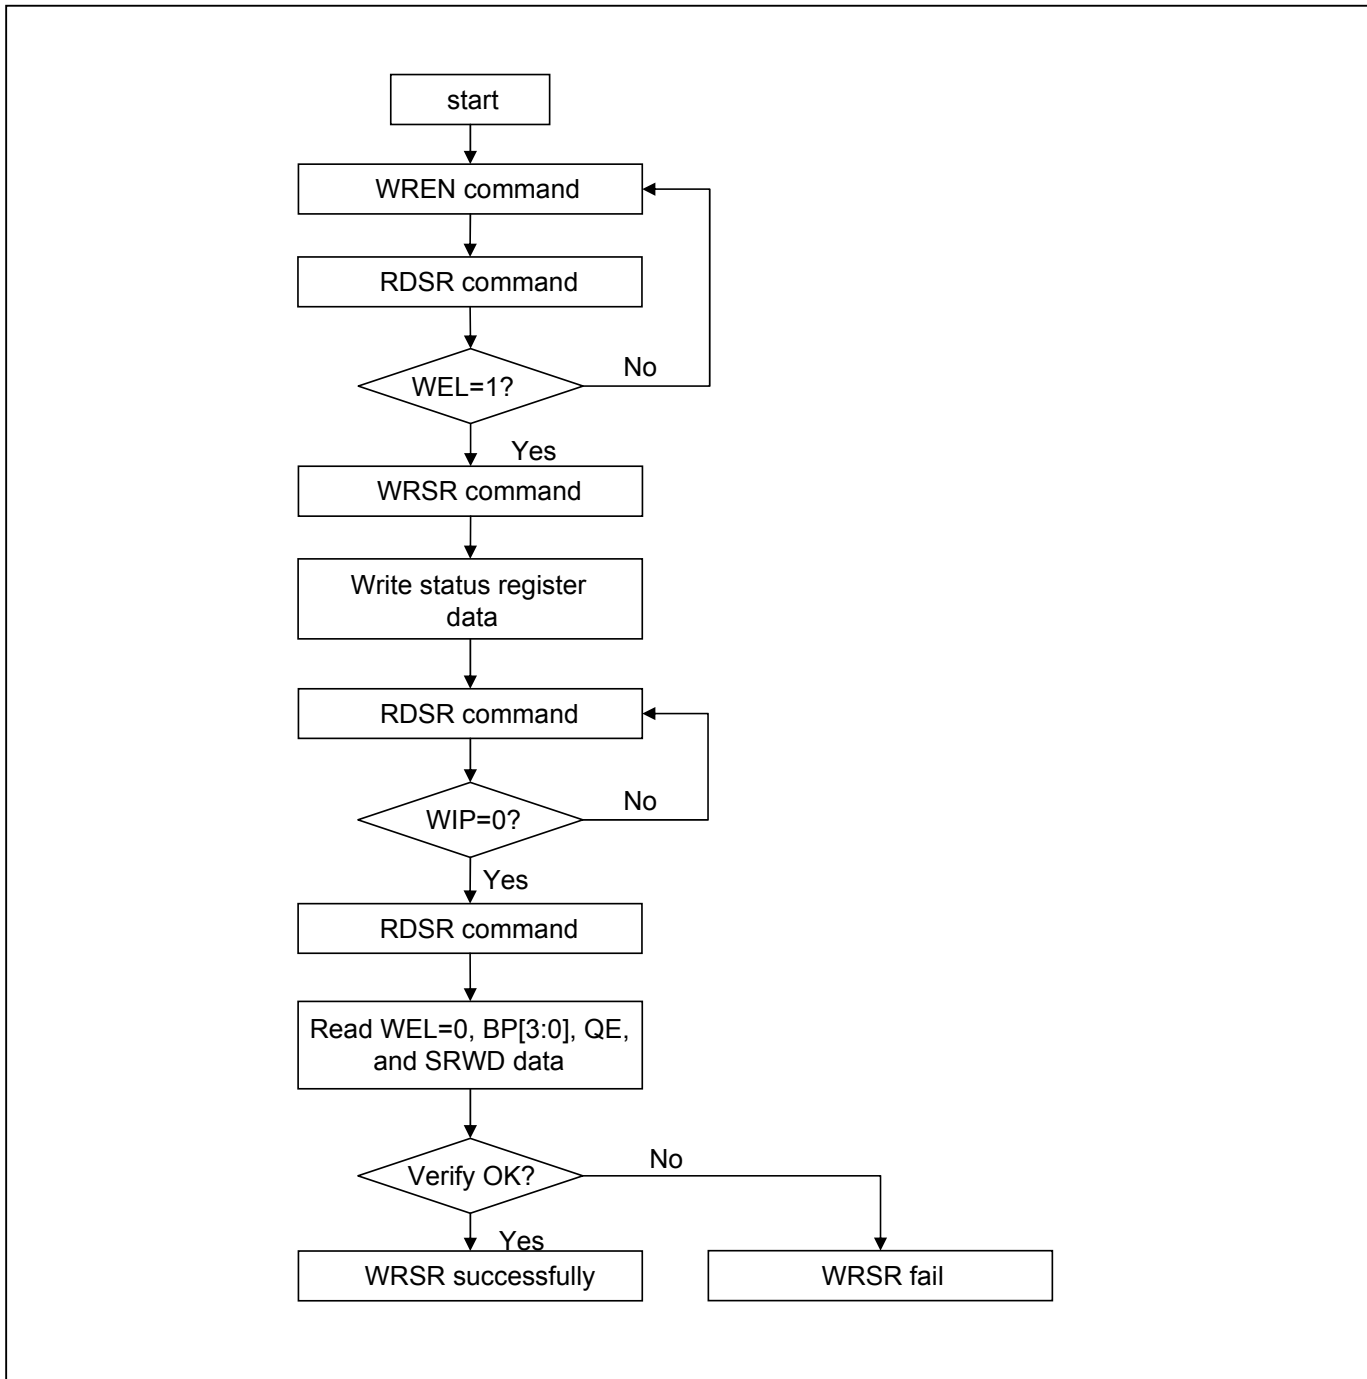 start
WREN command
RDSR command
WEL=1?
No
Yes
WRSR command
Write status register
data
RDSR command
WIP=0?
No
Yes
RDSR command
Read WEL=0, BP[3:0], QE,
and SRWD data
Verify OK?
No
Yes
WRSR successfully
WRSR fail